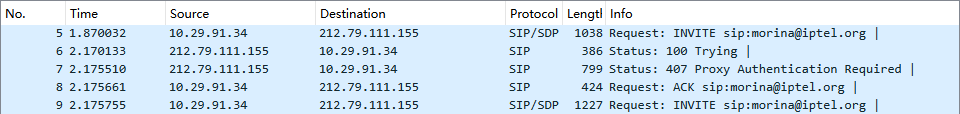 No. Time Source Destination Protocol Lengtl Info
5 1.870032 10.29.91.34 212.79.111.155 SIP/SDP 1038 Request: INVITE sip:morina@iptel.org |
6 2.170133 212.79.111.155 10.29.91.34 SIP 386 Status: 100 Trying |
7 2.175510 212.79.111.155 10.29.91.34 SIP 799 Status: 407 Proxy Authentication Required |
8 2.175661 10.29.91.34 212.79.111.155 SIP 424 Request: ACK sip:morina@iptel.org |
9 2.175755 10.29.91.34 212.79.111.155 SIP/SDP 1227 Request: INVITE sip:morina@iptel.org |